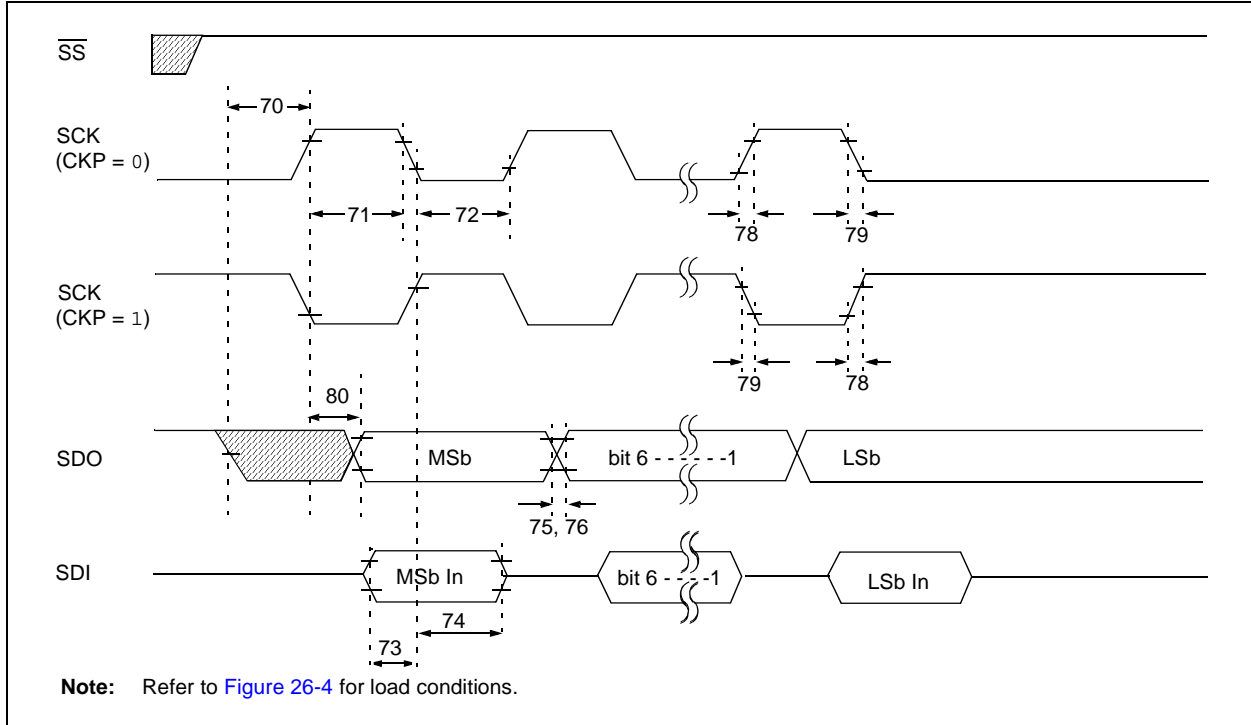 SS
70
SCK
(CKP = 0)
71
72
78
79
SCK
(CKP = 1)
79
78
80
SDO
MSb
bit 6 - - - - - -1
LSb
75, 76
SDI
MSb In
bit 6 - - - - -1
LSb In
74
73
Note: Refer to Figure 26-4 for load conditions.